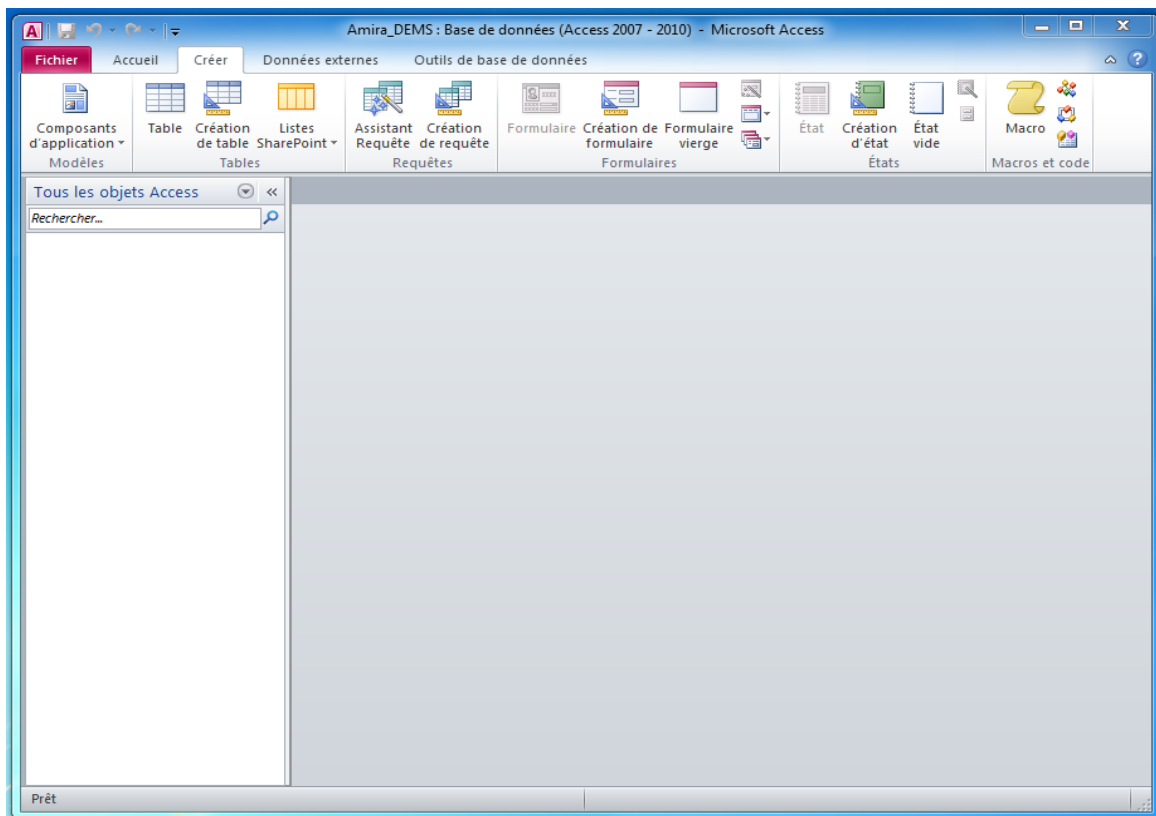 Amira_DEMS : Base de données (Access 2007 - 2010) - Microsoft Access
Fichier Accueil Créer Données externes Outils de base de données
Composants d'application
Table
Création de table
Listes SharePoint
Assistant Requête
Création de requête
Formulaire
Création de formulaire
Formulaire vierge
État
Création d'état
État vide
Macro
Modèles Tables Requêtes Formulaires États Macros et code
Tous les objets Access
Rechercher...
Prêt